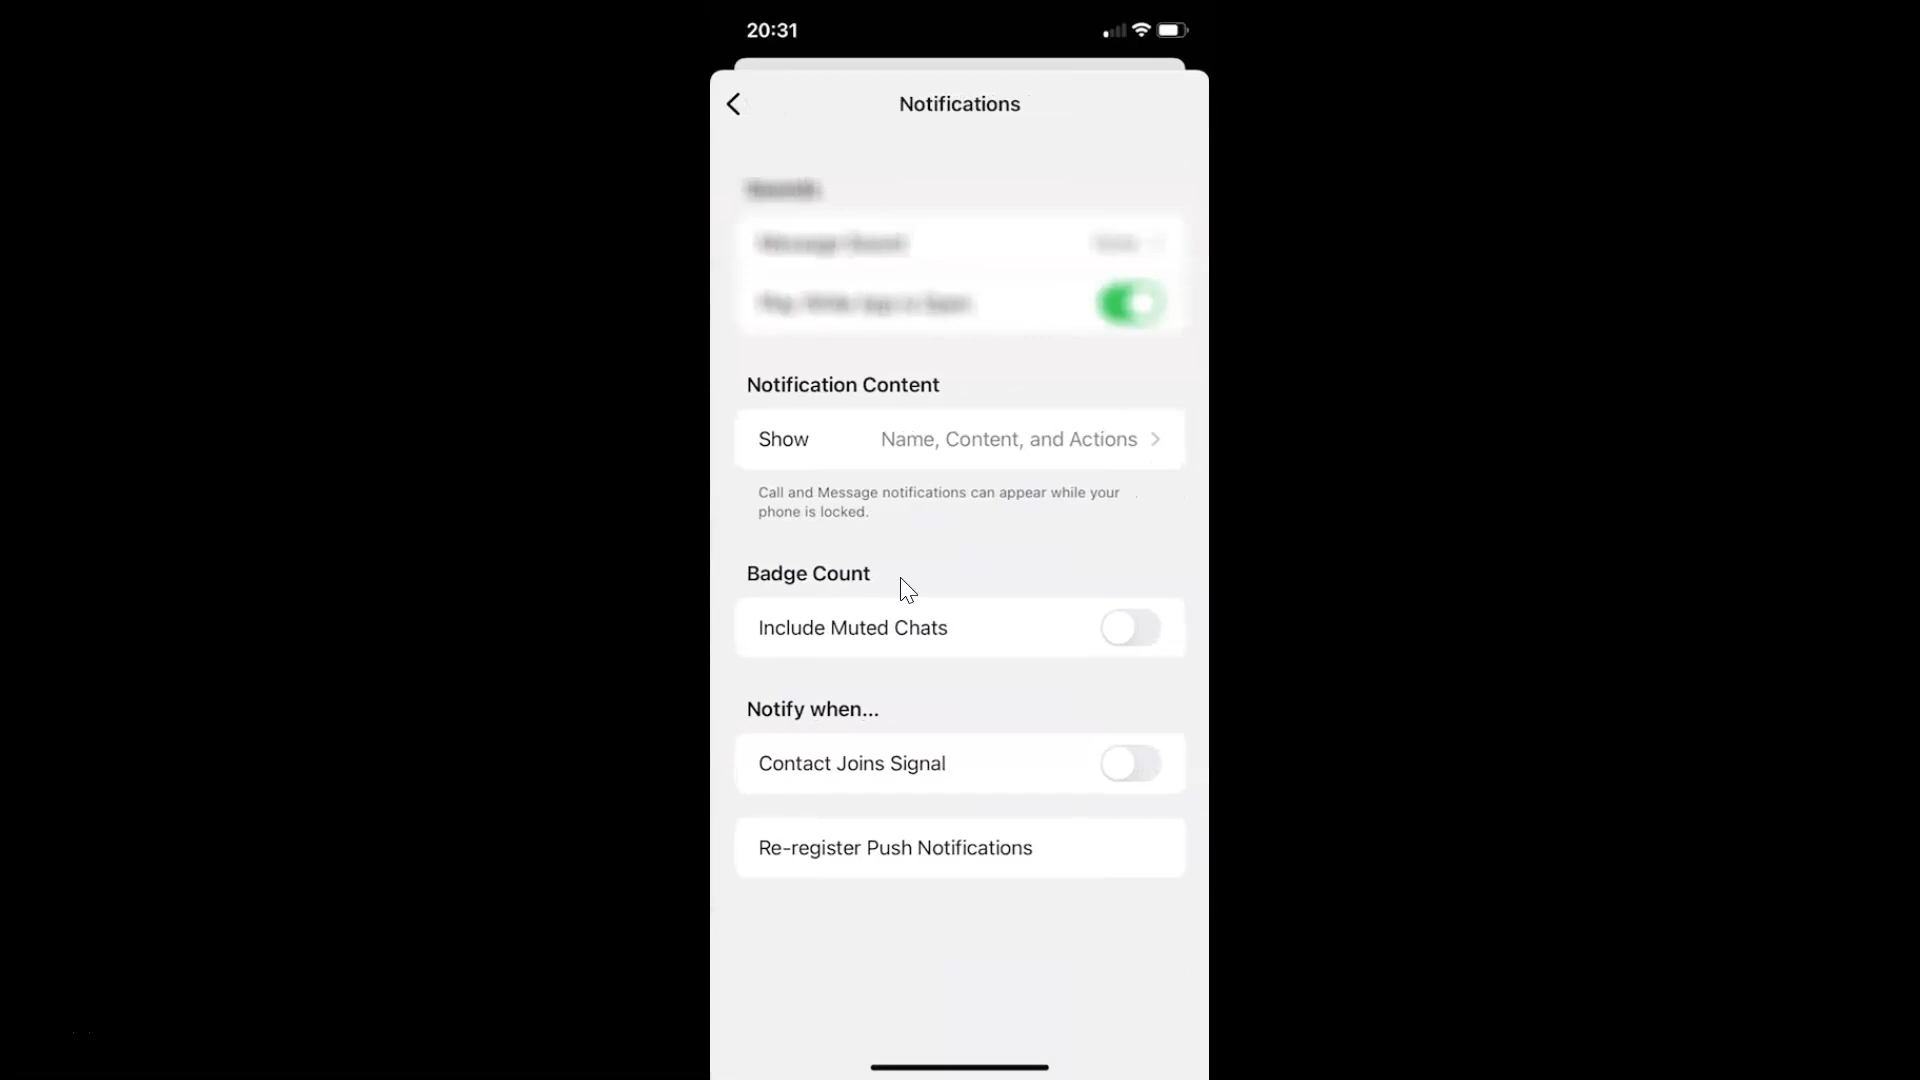 20:31
Notifications
Notification Content
Show Name, Content, and Actions
Call and Message notifications can appear while your
phone is locked.
Badge Count
Include Muted Chats
Notify when...
Contact Joins Signal
Re-register Push Notifications